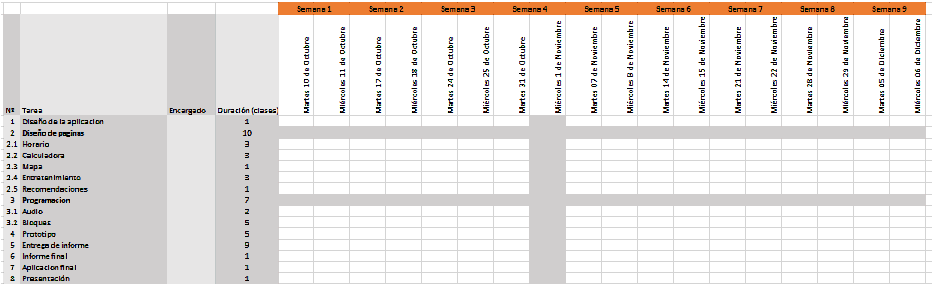 Semana 1 Semana 2 Semana 3 Semana 4 Semana 5 Semana 6 Semana 7 Semana 8 Semana 9
Nº Tarea Encargado Duración (clases) Martes 10 de Octubre Miércoles 11 de Octubre Martes 17 de Octubre Miércoles 18 de Octubre Martes 24 de Octubre Miércoles 25 de Octubre Martes 31 de Octubre Miércoles 1 de Noviembre Martes 07 de Noviembre Miércoles 8 de Noviembre Martes 14 de Noviembre Miércoles 15 de Noviembre Martes 21 de Noviembre Miércoles 22 de Noviembre Martes 28 de Noviembre Miércoles 29 de Noviembre Martes 05 de Diciembre Miércoles 06 de Diciembre
1 Diseño de la aplicacion 1
2 Diseño de paginas 10
2.1 Horario 3
2.2 Calculadora 3
2.3 Mapa 1
2.4 Entretenimiento 3
2.5 Recomendaciones 1
3 Programacion 7
3.1 Audio 2
3.2 Bloques 5
4 Prototipo 5
5 Entrega de informe 9
6 Informe final 1
7 Aplicacion final 1
8 Presentación 1